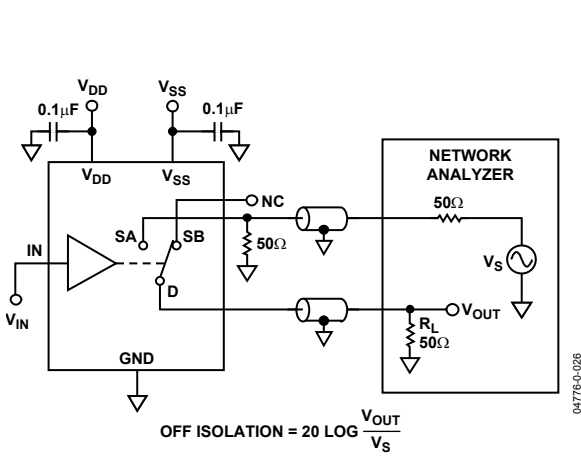 VDD
VSS
0.1μF
0.1μF
VDD
VSS
NC
NETWORK
ANALYZER
50Ω
SA
SB
50Ω
IN
VS
D
VIN
VOUT
RL
50Ω
GND
OFF ISOLATION = 20 LOG VOUT
VS
04776-0-026